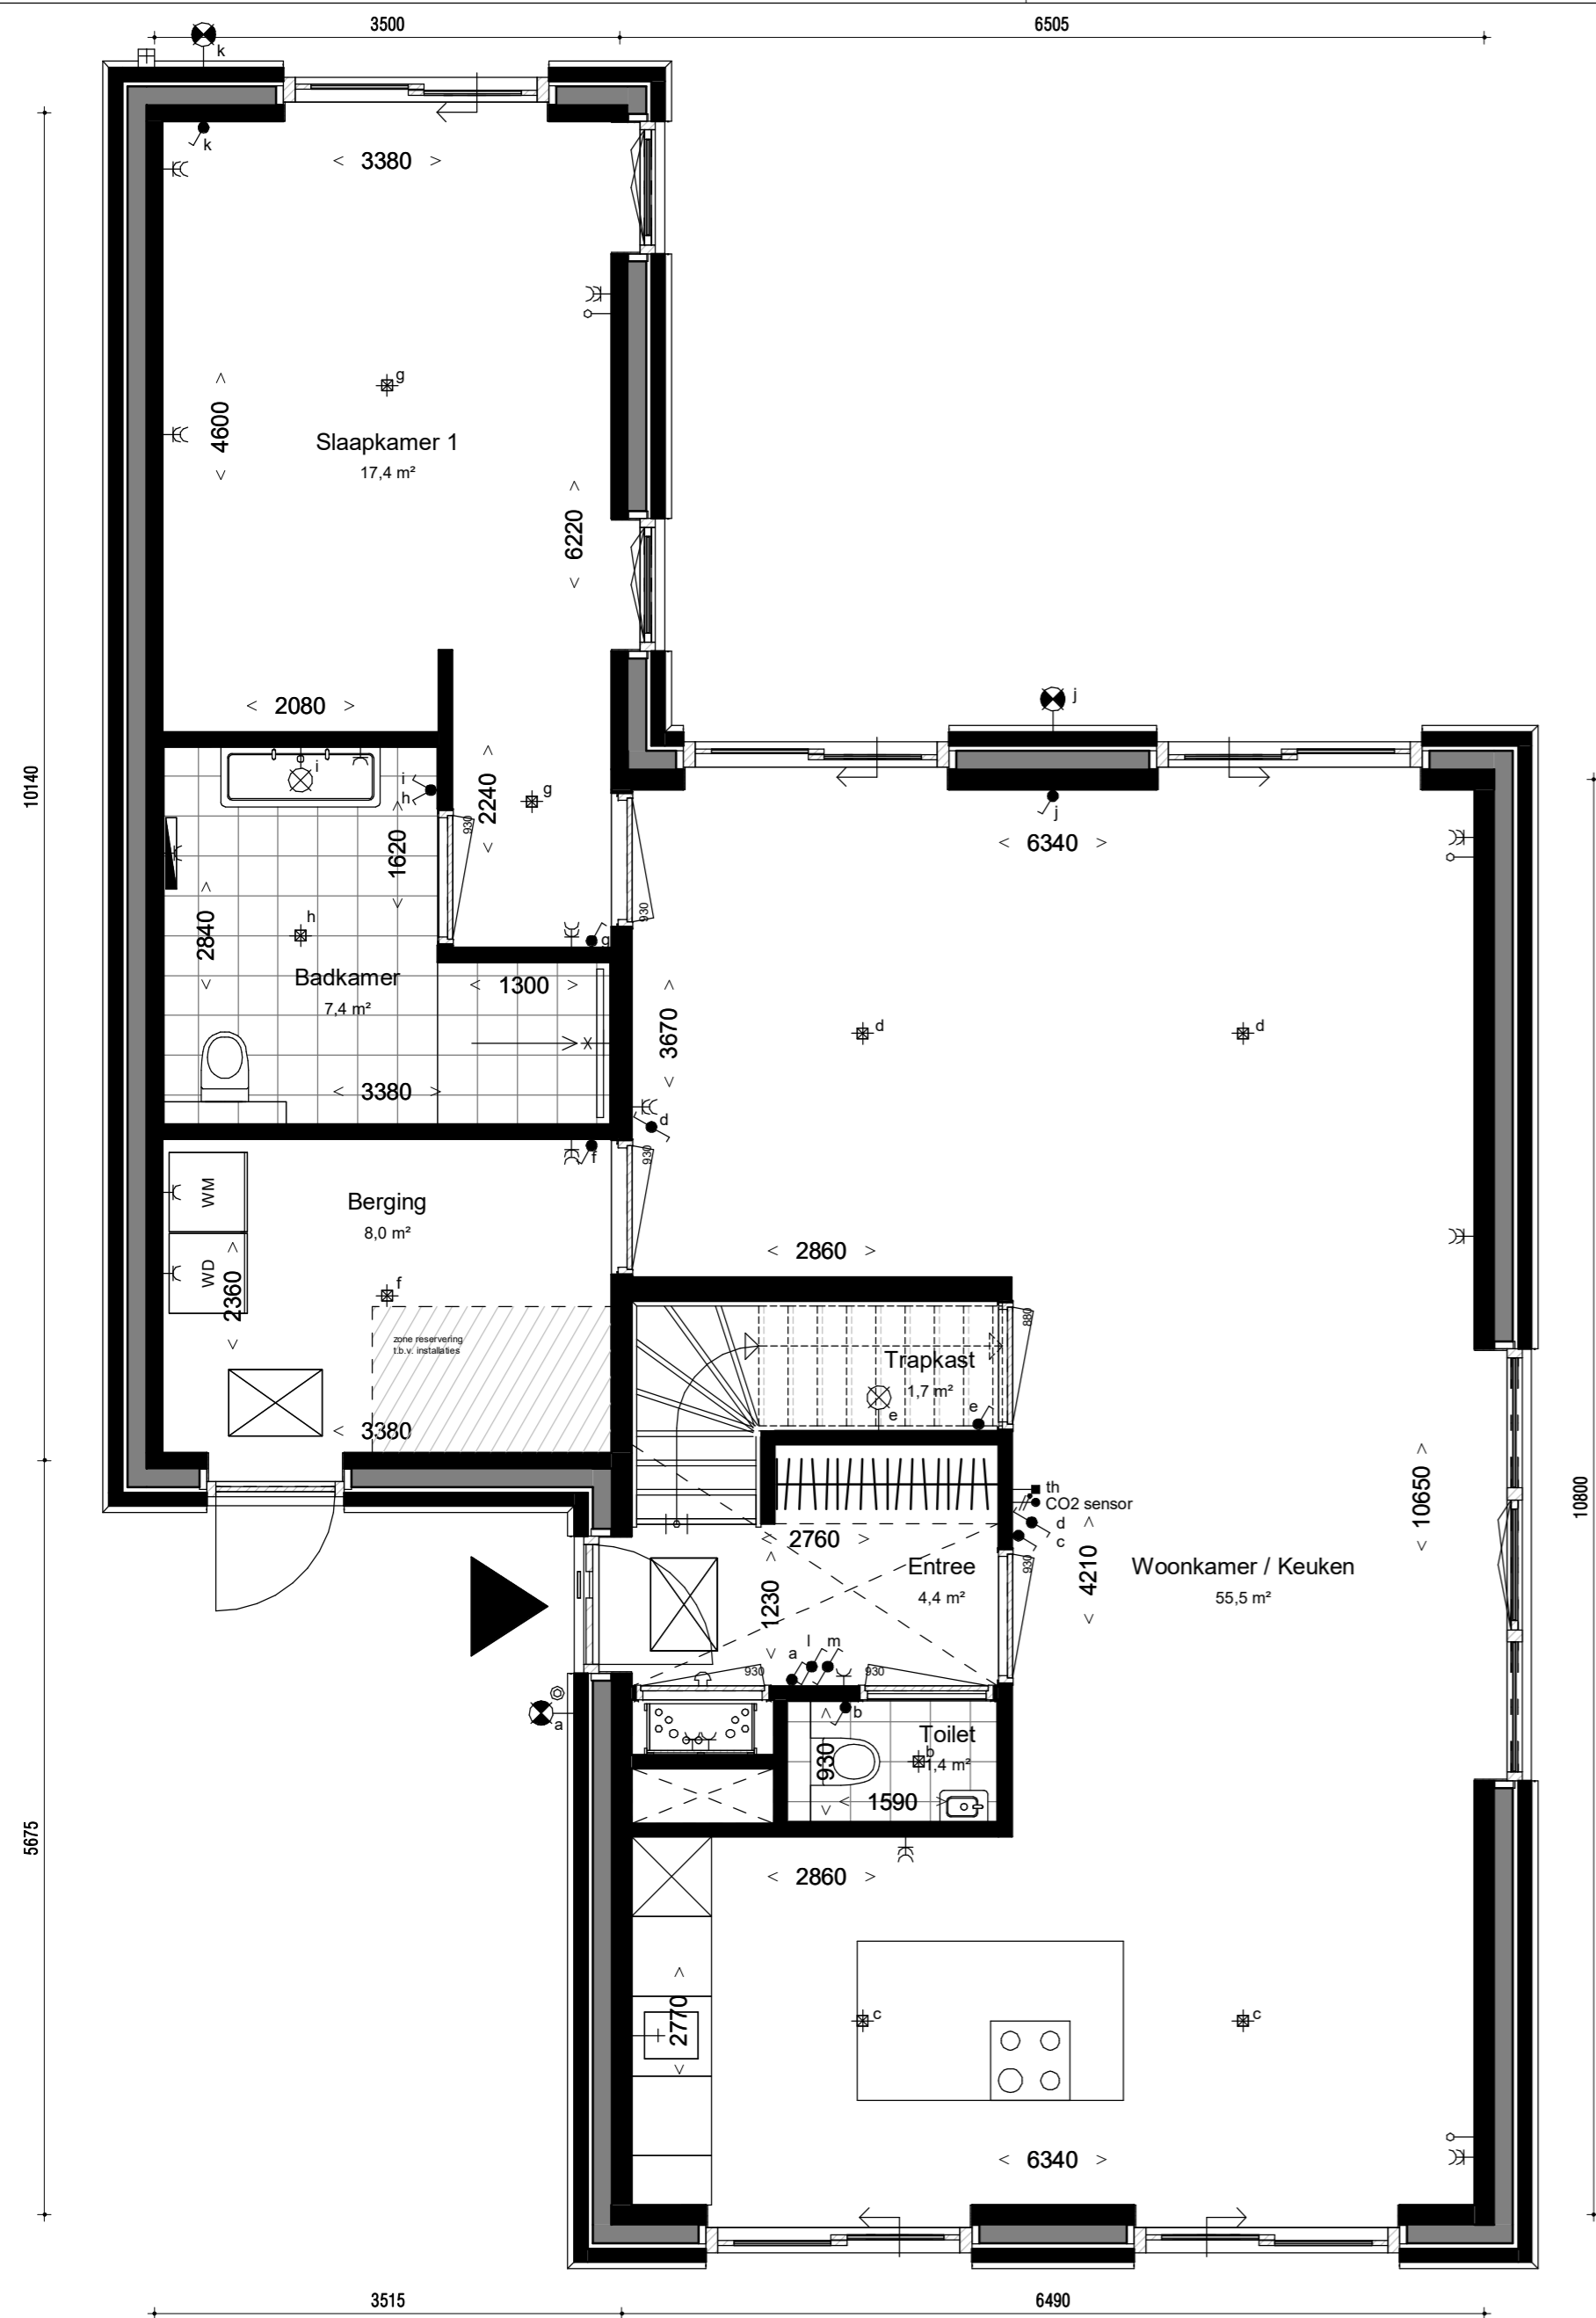 3500
6505
k
k
< 3380 >
g
< 4600 >
Slaapkamer 1
17,4 m²
< 6220 >
< 2080 >
j
10140
i
i
h
930
< 2240 >
g
j
< 1620 >
< 6340 >
< 2840 >
h
930
g
Badkamer
7,4 m²
< 1300 >
< 3670 >
d
d
< 3380 >
d
f
930
WM
Berging
8,0 m²
WD
< 2360 >
f
< 2860 >
zone reservering
t.b.v. installaties
880
Trapkast
1,7 m²
e
e
< 3380
th
CO2 sensor
d
c
< 10650 >
10800
< 2760 >
< 1230 >
Entree
4,4 m²
930
< 4210 >
Woonkamer / Keuken
55,5 m²
a
l
m
930
930
a
b
Toilet
b
1,4 m²
< 930 >
< 1590 >
5675
< 2860 >
< 2770 >
c
c
< 6340 >
3515
6490